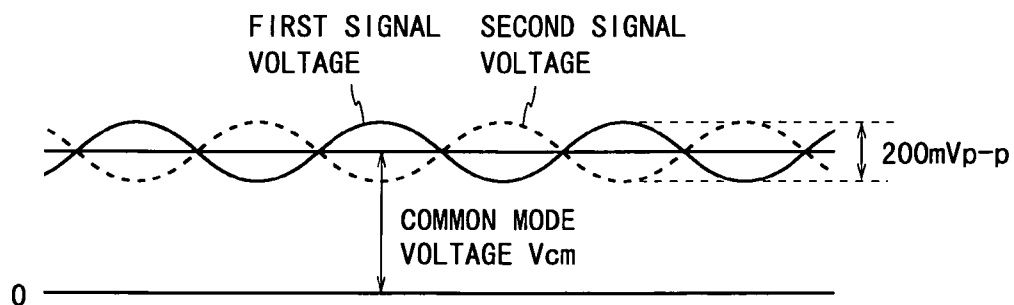 FIRST SIGNAL
VOLTAGE
SECOND SIGNAL
VOLTAGE
200mVp-p
COMMON MODE
VOLTAGE Vcm
0